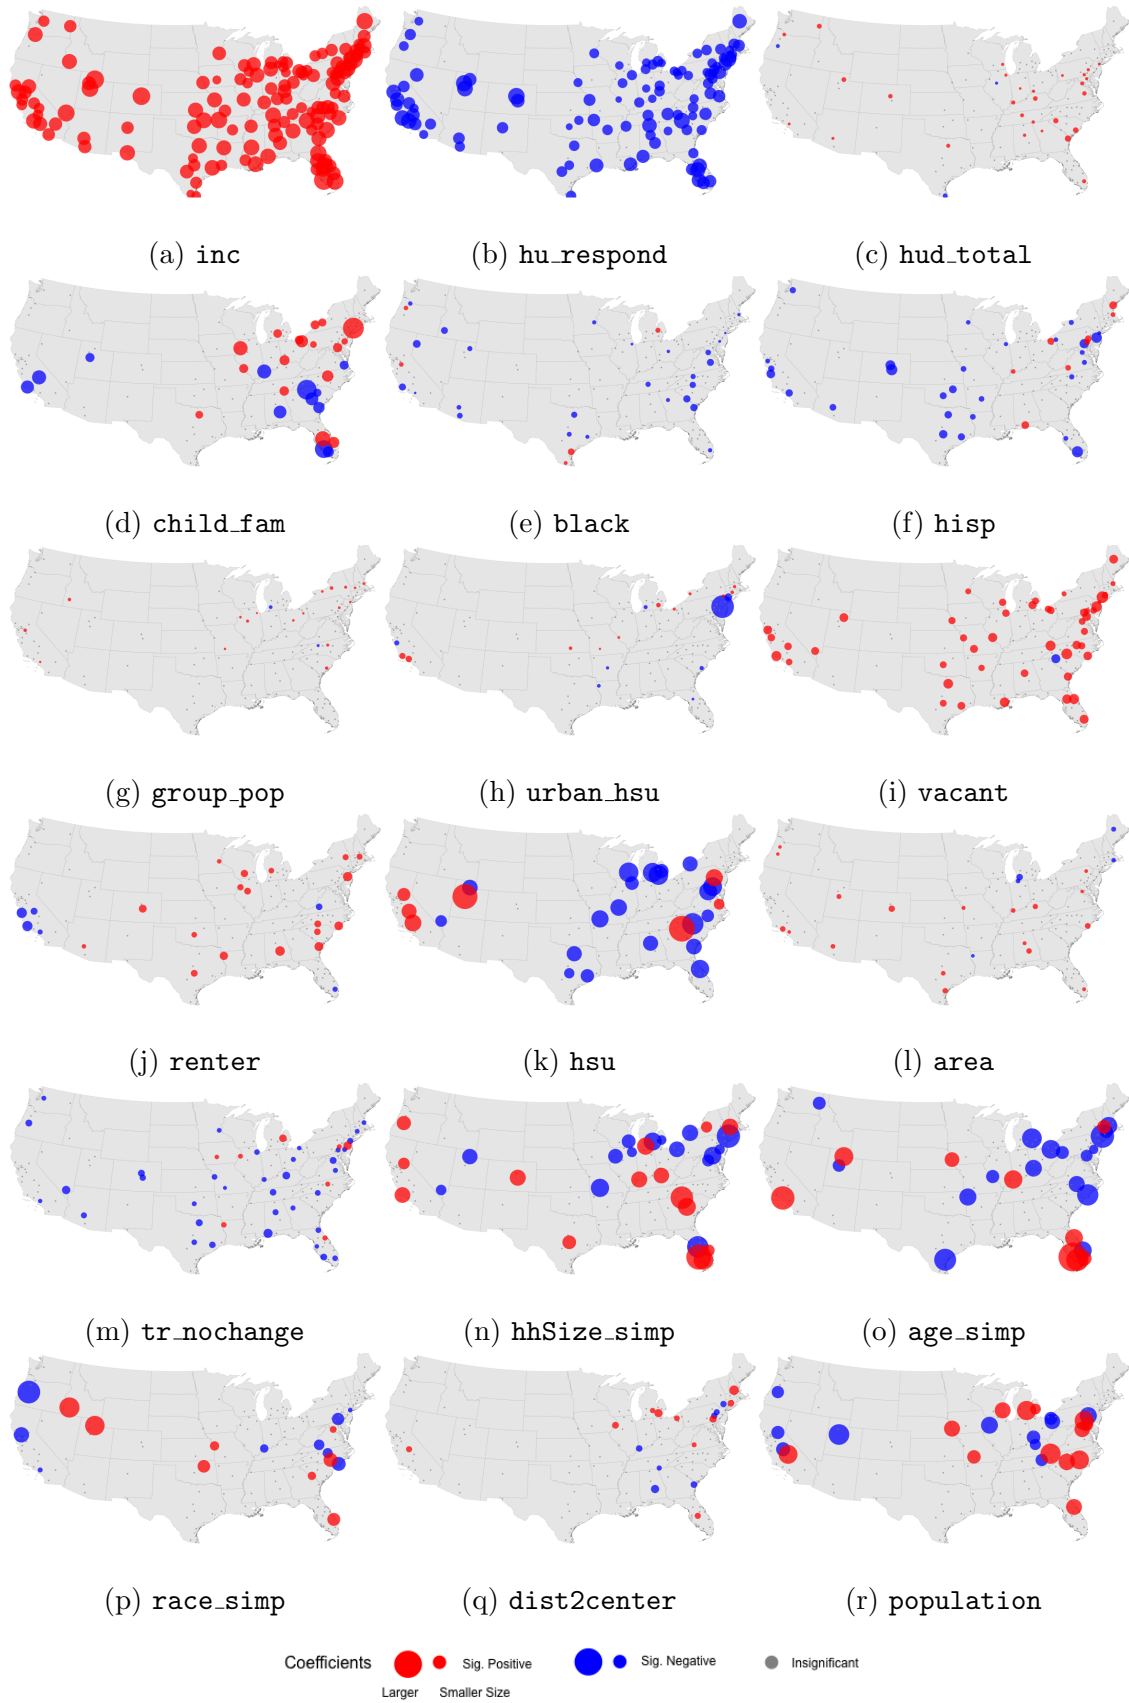 (a) inc (b) hu_respond (c) hud_total
(d) child_fam (e) black (f) hisp
(g) group_pop (h) urban_hsu (i) vacant
(j) renter (k) hsu (l) area
(m) tr_nochange (n) hhSize_simp (o) age_simp
(p) race_simp (q) dist2center (r) population
Coefficients Sig. Positive Sig. Negative Insignificant
Larger Smaller Size